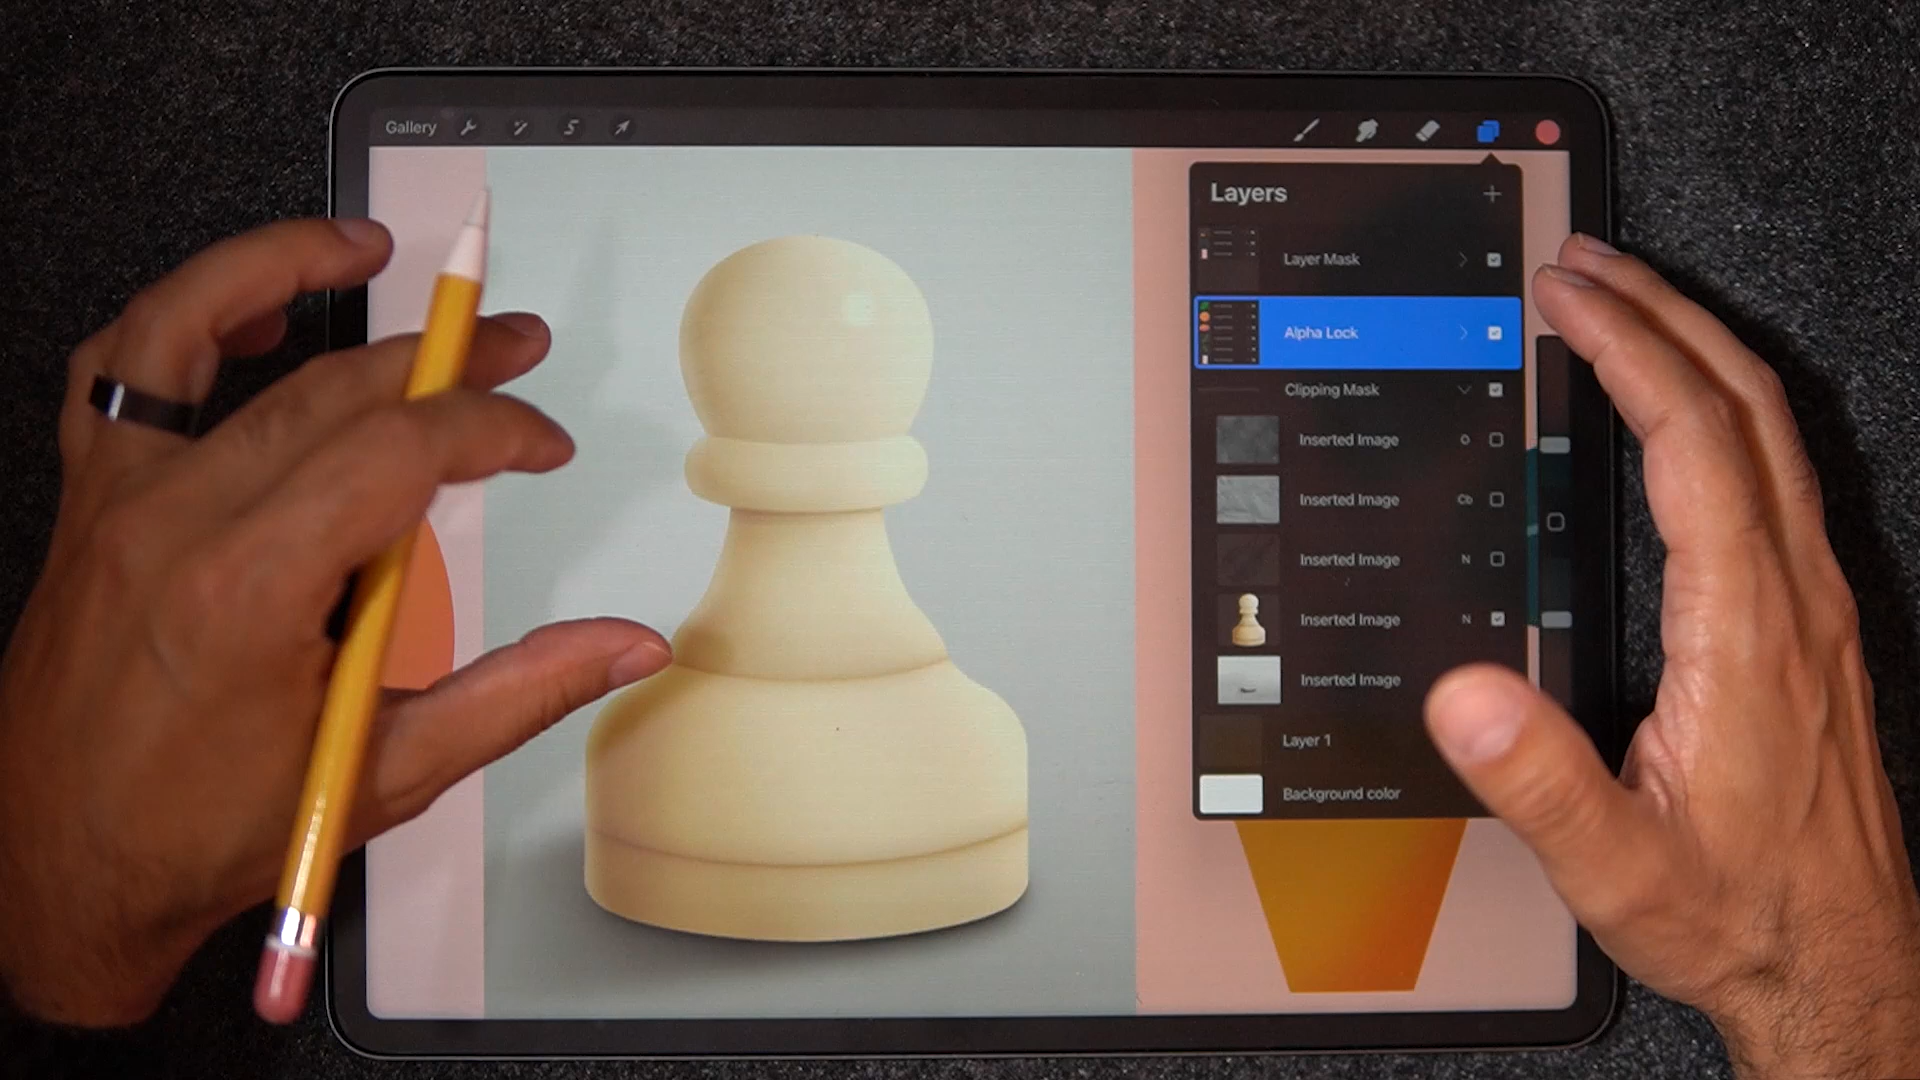 Gallery
Layers
Layer Mask
Alpha Lock
Clipping Mask
Inserted Image O
Inserted Image Cb
Inserted Image N
Inserted Image N
Inserted Image
Layer 1
Background color